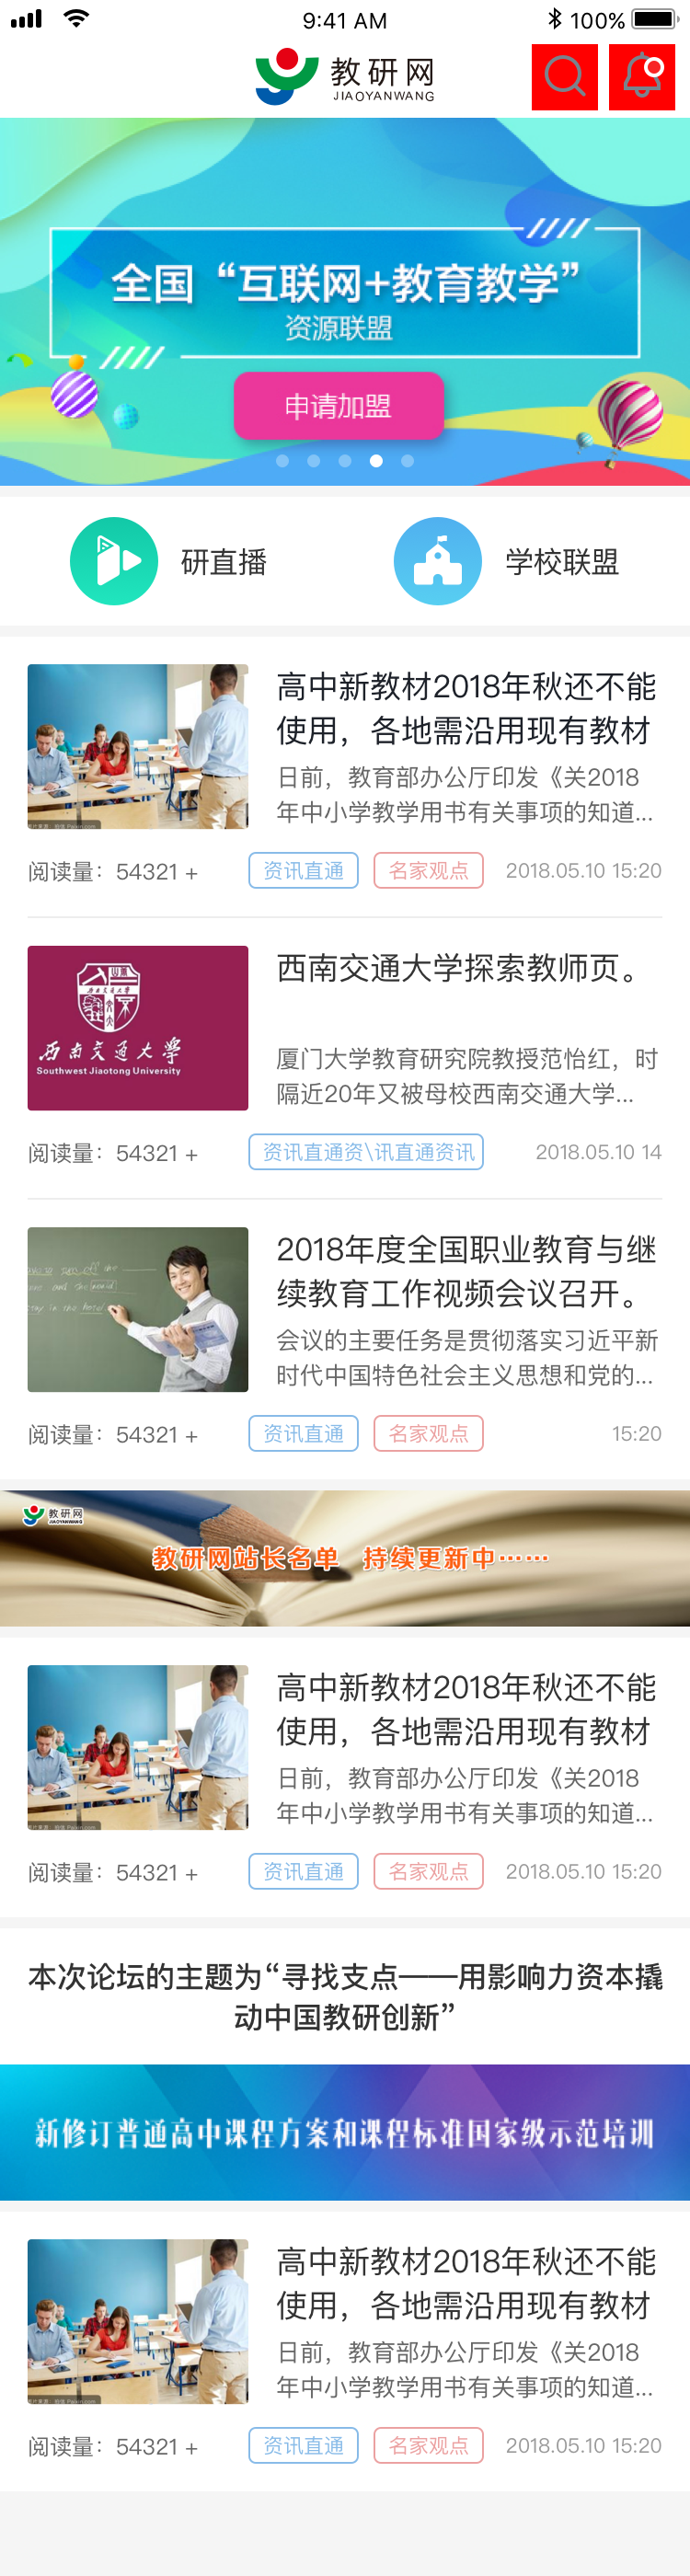 9:41 AM
100%
教研网
JIAOYANWANG
全国“互联网+教育教学”
资源联盟
申请加盟
研直播
学校联盟
高中新教材2018年秋还不能
使用，各地需沿用现有教材
日前，教育部办公厅印发《关2018
年中小学教学用书有关事项的知道...
阅读量：54321 +
资讯直通
名家观点
2018.05.10 15:20
西南交通大学
Southwest Jiaotong University
西南交通大学探索教师页。
厦门大学教育研究院教授范怡红，时
隔近20年又被母校西南交通大学...
阅读量：54321 +
资讯直通资\讯直通资讯
2018.05.10 14
2018年度全国职业教育与继
续教育工作视频会议召开。
会议的主要任务是贯彻落实习近平新
时代中国特色社会主义思想和党的...
阅读量：54321 +
资讯直通
名家观点
15:20
教研网
JIAOYANWANG
教研网站长名单 持续更新中……
高中新教材2018年秋还不能
使用，各地需沿用现有教材
日前，教育部办公厅印发《关2018
年中小学教学用书有关事项的知道...
阅读量：54321 +
资讯直通
名家观点
2018.05.10 15:20
本次论坛的主题为“寻找支点——用影响力资本撬
动中国教研创新”
新修订普通高中课程方案和课程标准国家级示范培训
高中新教材2018年秋还不能
使用，各地需沿用现有教材
日前，教育部办公厅印发《关2018
年中小学教学用书有关事项的知道...
阅读量：54321 +
资讯直通
名家观点
2018.05.10 15:20